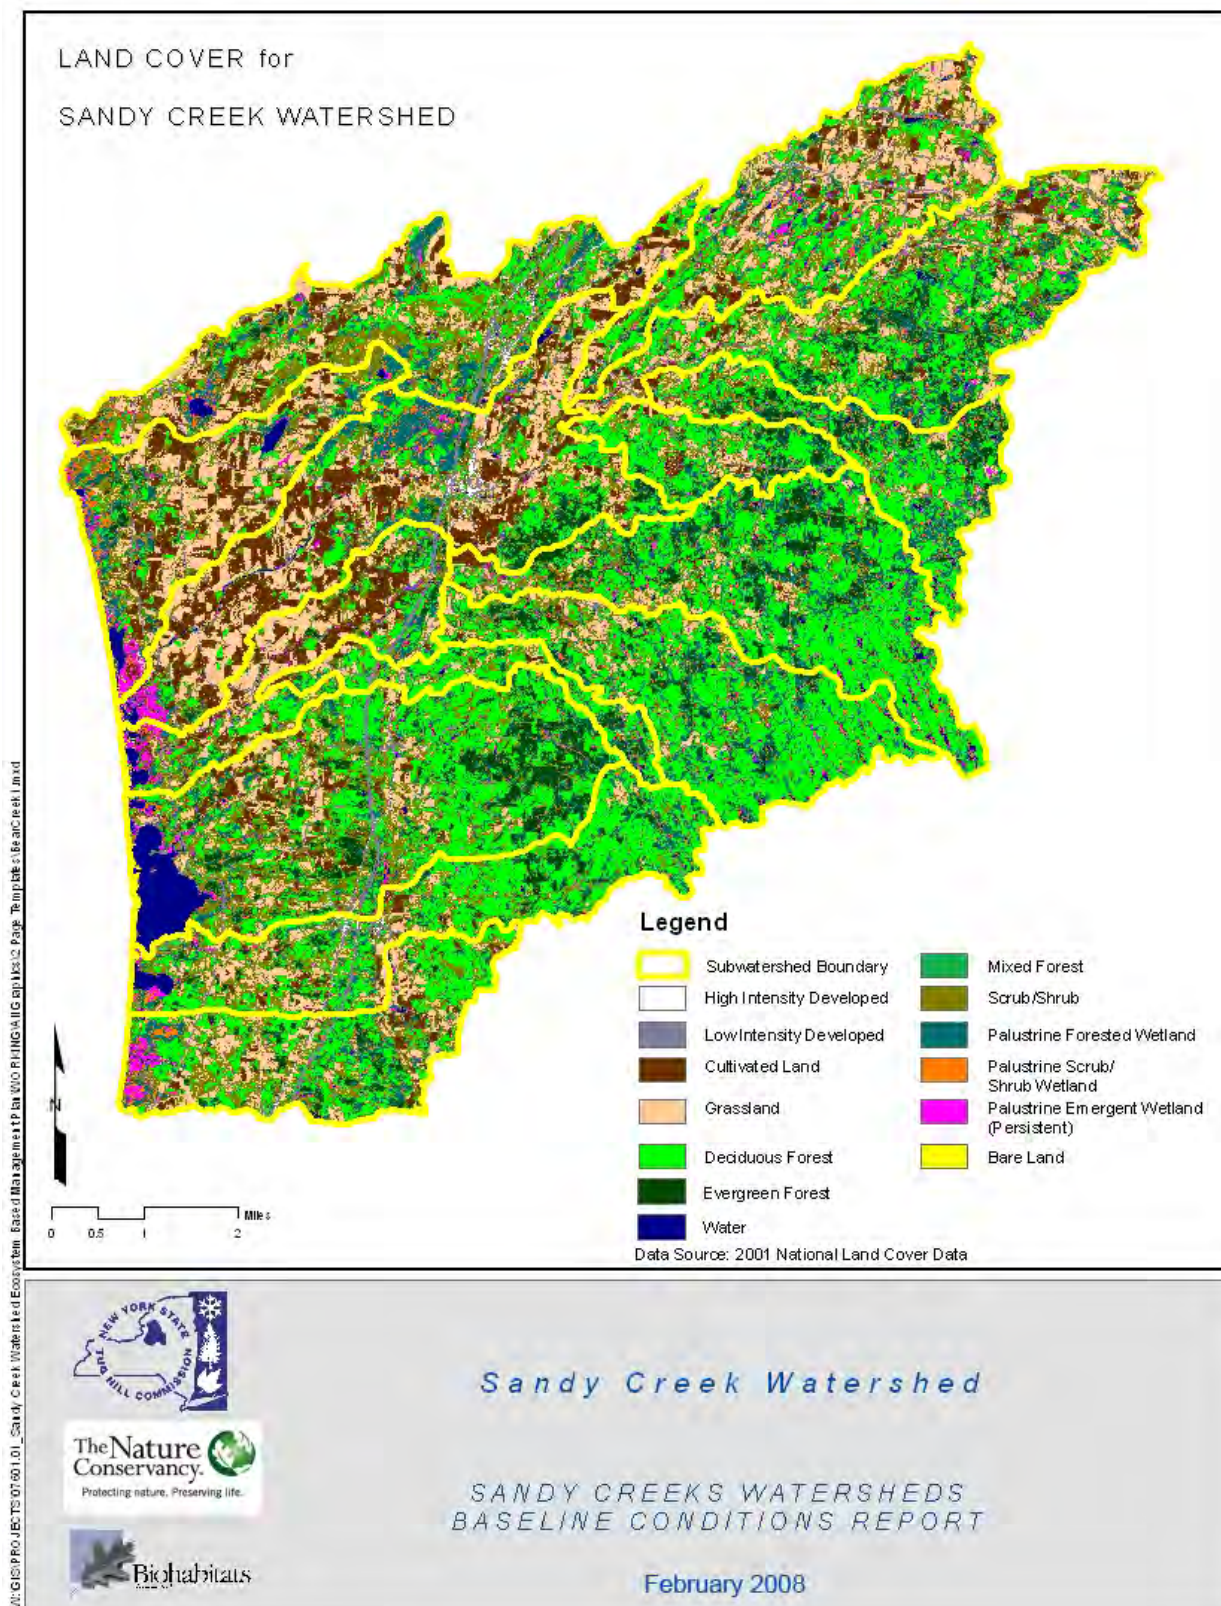 LAND COVER for
SANDY CREEK WATERSHED
Legend
Subwatershed Boundary
High Intensity Developed
Low Intensity Developed
Cultivated Land
Grassland
Deciduous Forest
Evergreen Forest
Water
Mixed Forest
Scrub/Shrub
Palustrine Forested Wetland
Palustrine Scrub/
Shrub Wetland
Palustrine Emergent Wetland
(Persistent)
Bare Land
Data Source: 2001 National Land Cover Data
N
Miles
0 0.5 1 2
NEW YORK STATE
TUG HILL COMMISSION
The Nature
Conservancy.
Protecting nature. Preserving life.
Biohabitats
Sandy Creek Watershed
SANDY CREEKS WATERSHEDS
BASELINE CONDITIONS REPORT
February 2008